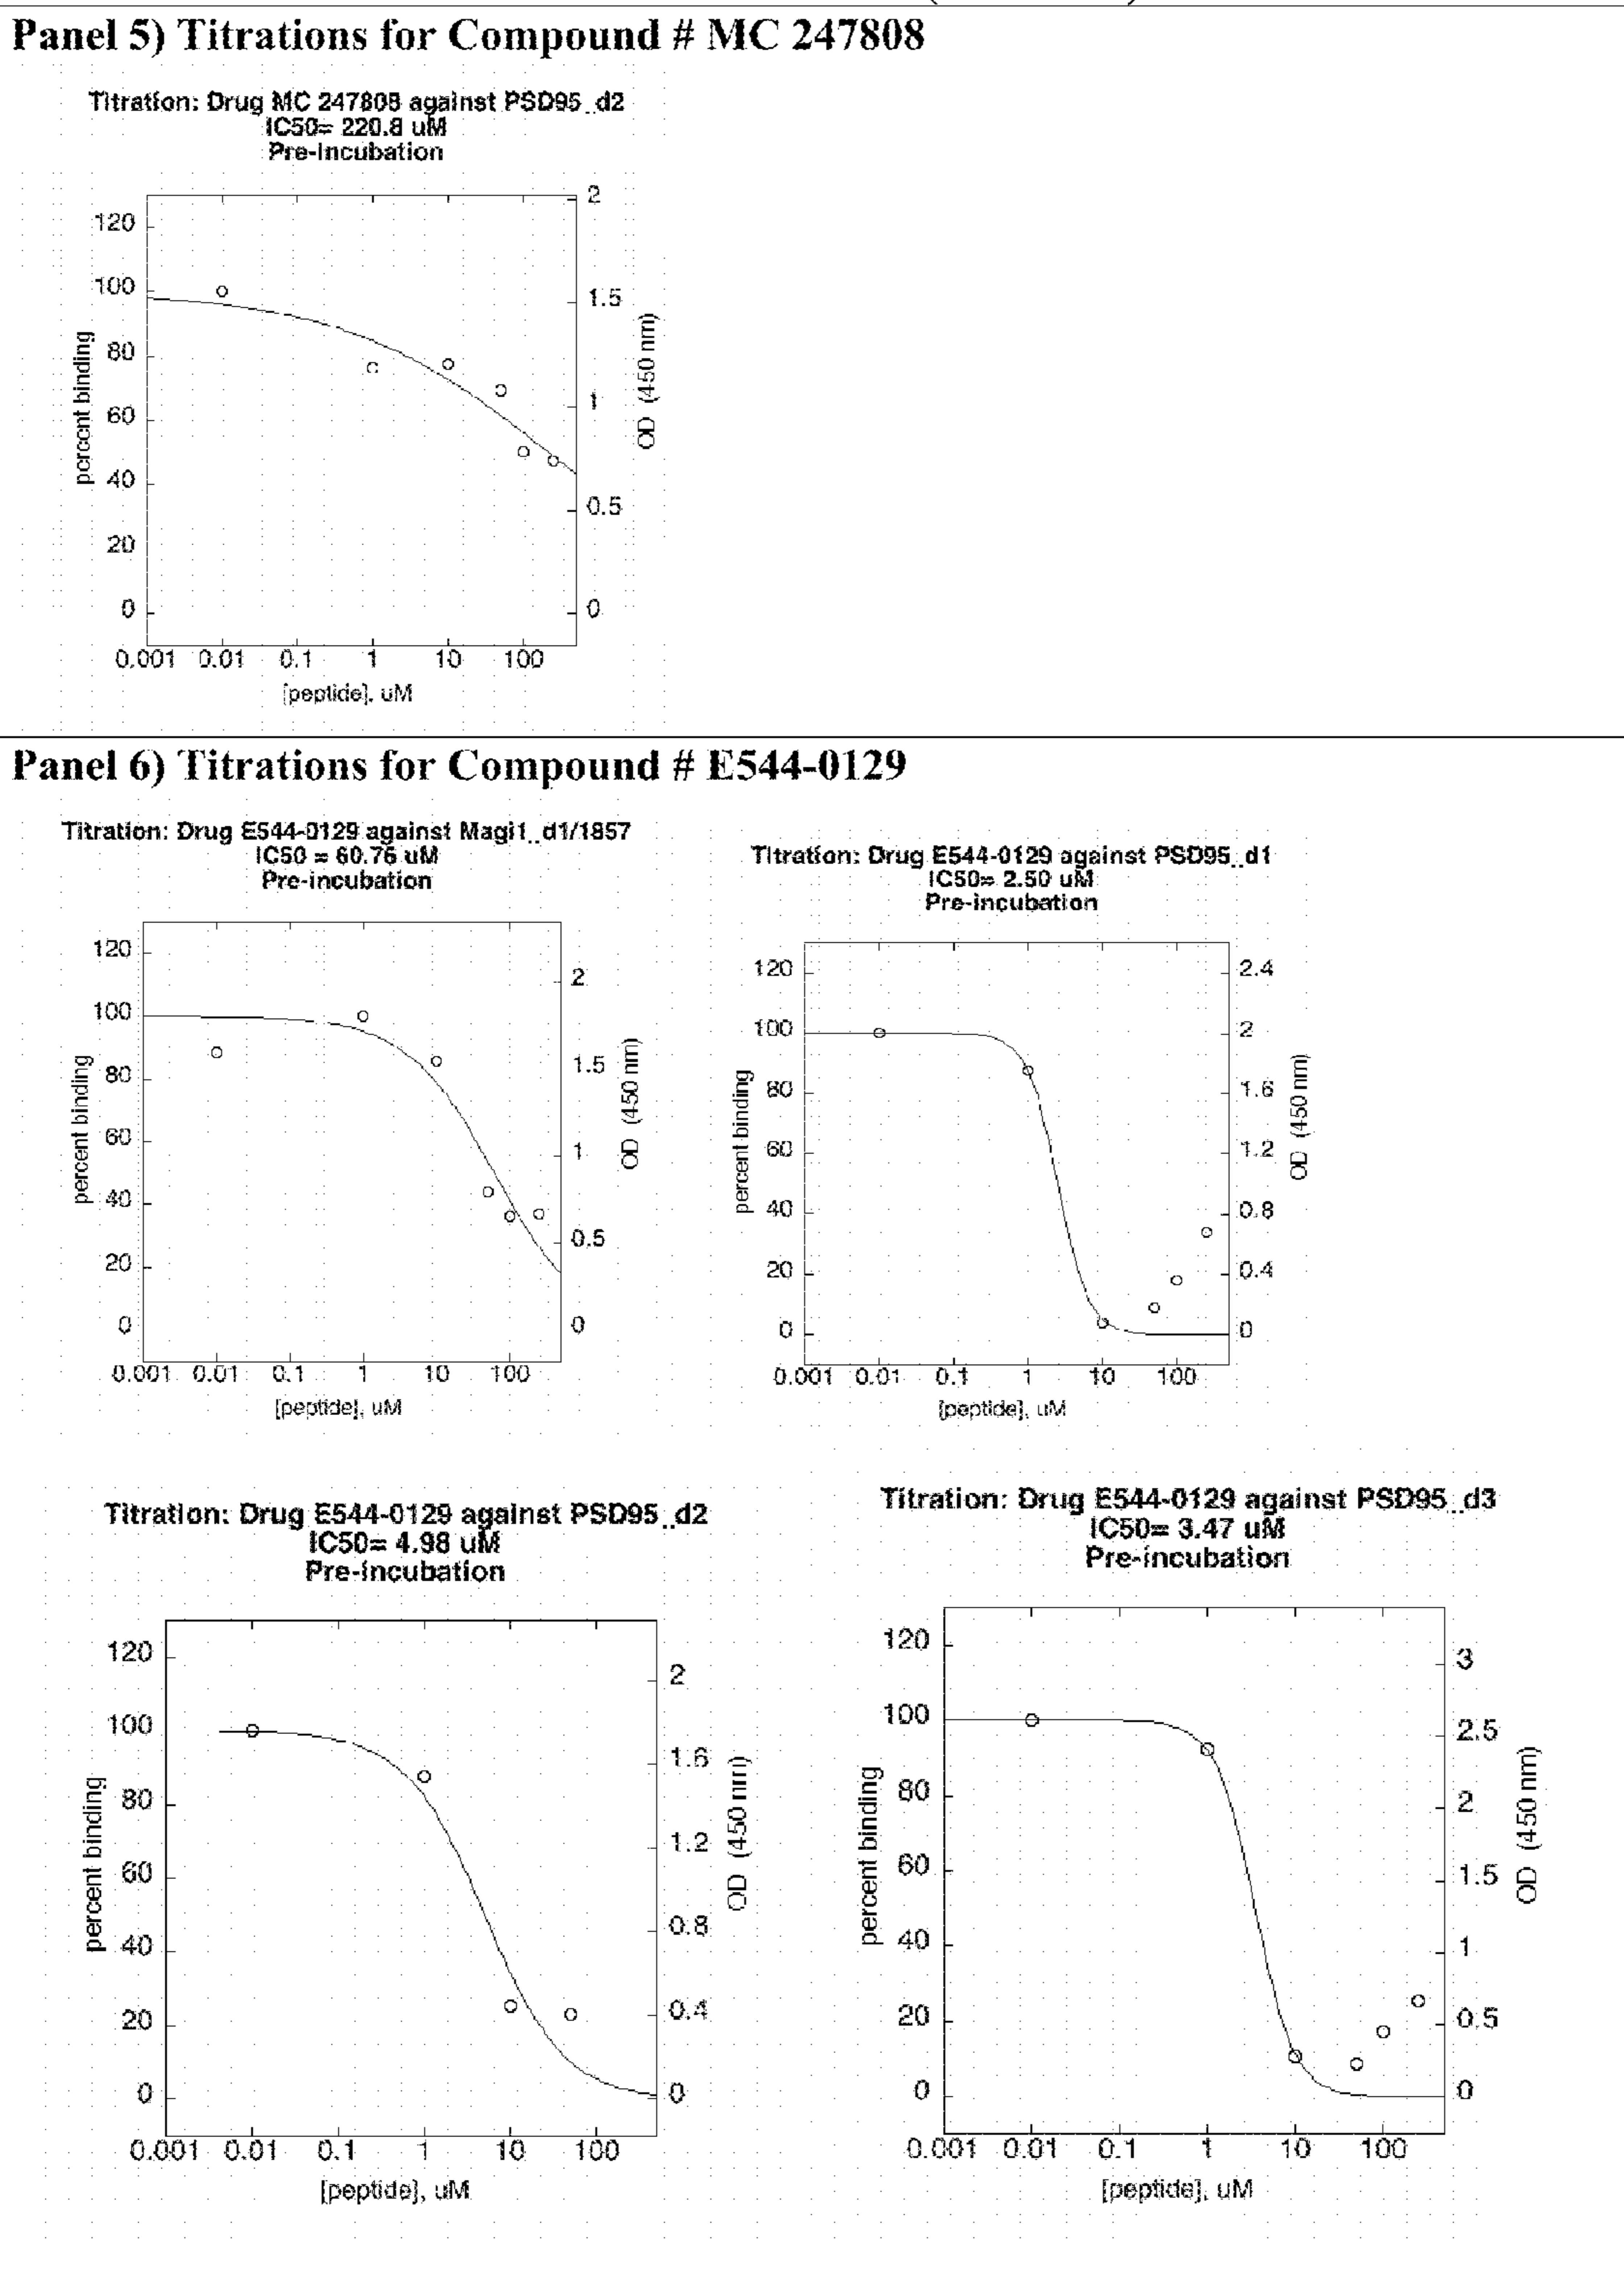 Panel 5) Titrations for Compound # MC 247808
Titration: Drug MC 247808 against PSD95_d2
IC50= 220.8 uM
Pre-Incubation
120
100
80
60
40
20
0
percent binding
2
1.5
1
0.5
0
OD (450 nm)
0.001 0.01 0.1 1 10 100
[peptide], uM
Panel 6) Titrations for Compound # E544-0129
Titration: Drug E544-0129 against Magi1_d1/1857
IC50 = 60.76 uM
Pre-incubation
120
100
80
60
40
20
0
percent binding
2
1.5
1
0.5
0
OD (450 nm)
0.001 0.01 0.1 1 10 100
[peptide], uM
Titration: Drug E544-0129 against PSD95_d1
IC50= 2.50 uM
Pre-incubation
120
100
80
60
40
20
0
percent binding
2.4
2
1.6
1.2
0.8
0.4
0
OD (450 nm)
0.001 0.01 0.1 1 10 100
[peptide], uM
Titration: Drug E544-0129 against PSD95_d2
IC50= 4.98 uM
Pre-incubation
120
100
80
60
40
20
0
percent binding
2
1.6
1.2
0.8
0.4
0
OD (450 nm)
0.001 0.01 0.1 1 10 100
[peptide], uM
Titration: Drug E544-0129 against PSD95_d3
IC50= 3.47 uM
Pre-incubation
120
100
80
60
40
20
0
percent binding
3
2.5
2
1.5
1
0.5
0
OD (450 nm)
0.001 0.01 0.1 1 10 100
[peptide], uM